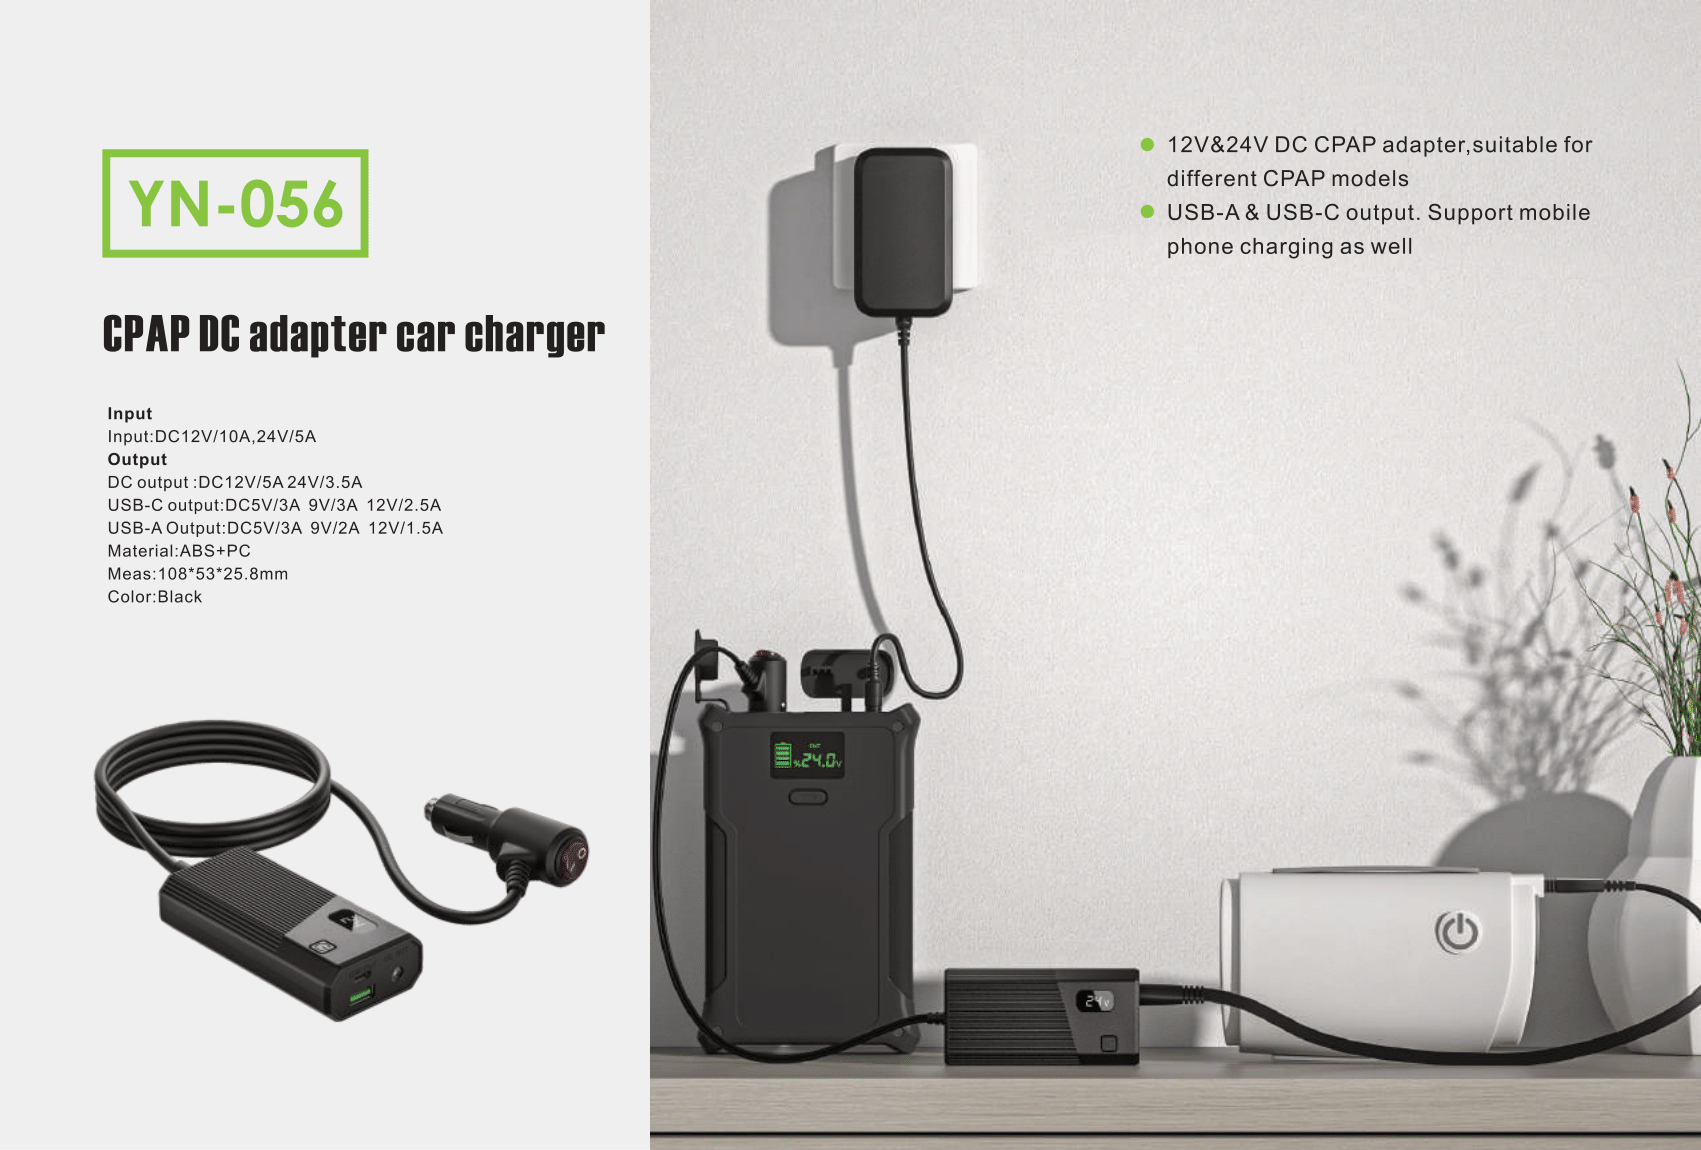 YN-056
CPAP DC adapter car charger
Input
Input:DC12V/10A,24V/5A
Output
DC output :DC12V/5A 24V/3.5A
USB-C output:DC5V/3A 9V/3A 12V/2.5A
USB-A Output:DC5V/3A 9V/2A 12V/1.5A
Material:ABS+PC
Meas:108*53*25.8mm
Color:Black
12V&24V DC CPAP adapter,suitable for
different CPAP models
USB-A & USB-C output. Support mobile
phone charging as well
OUT
%24.0V
24V